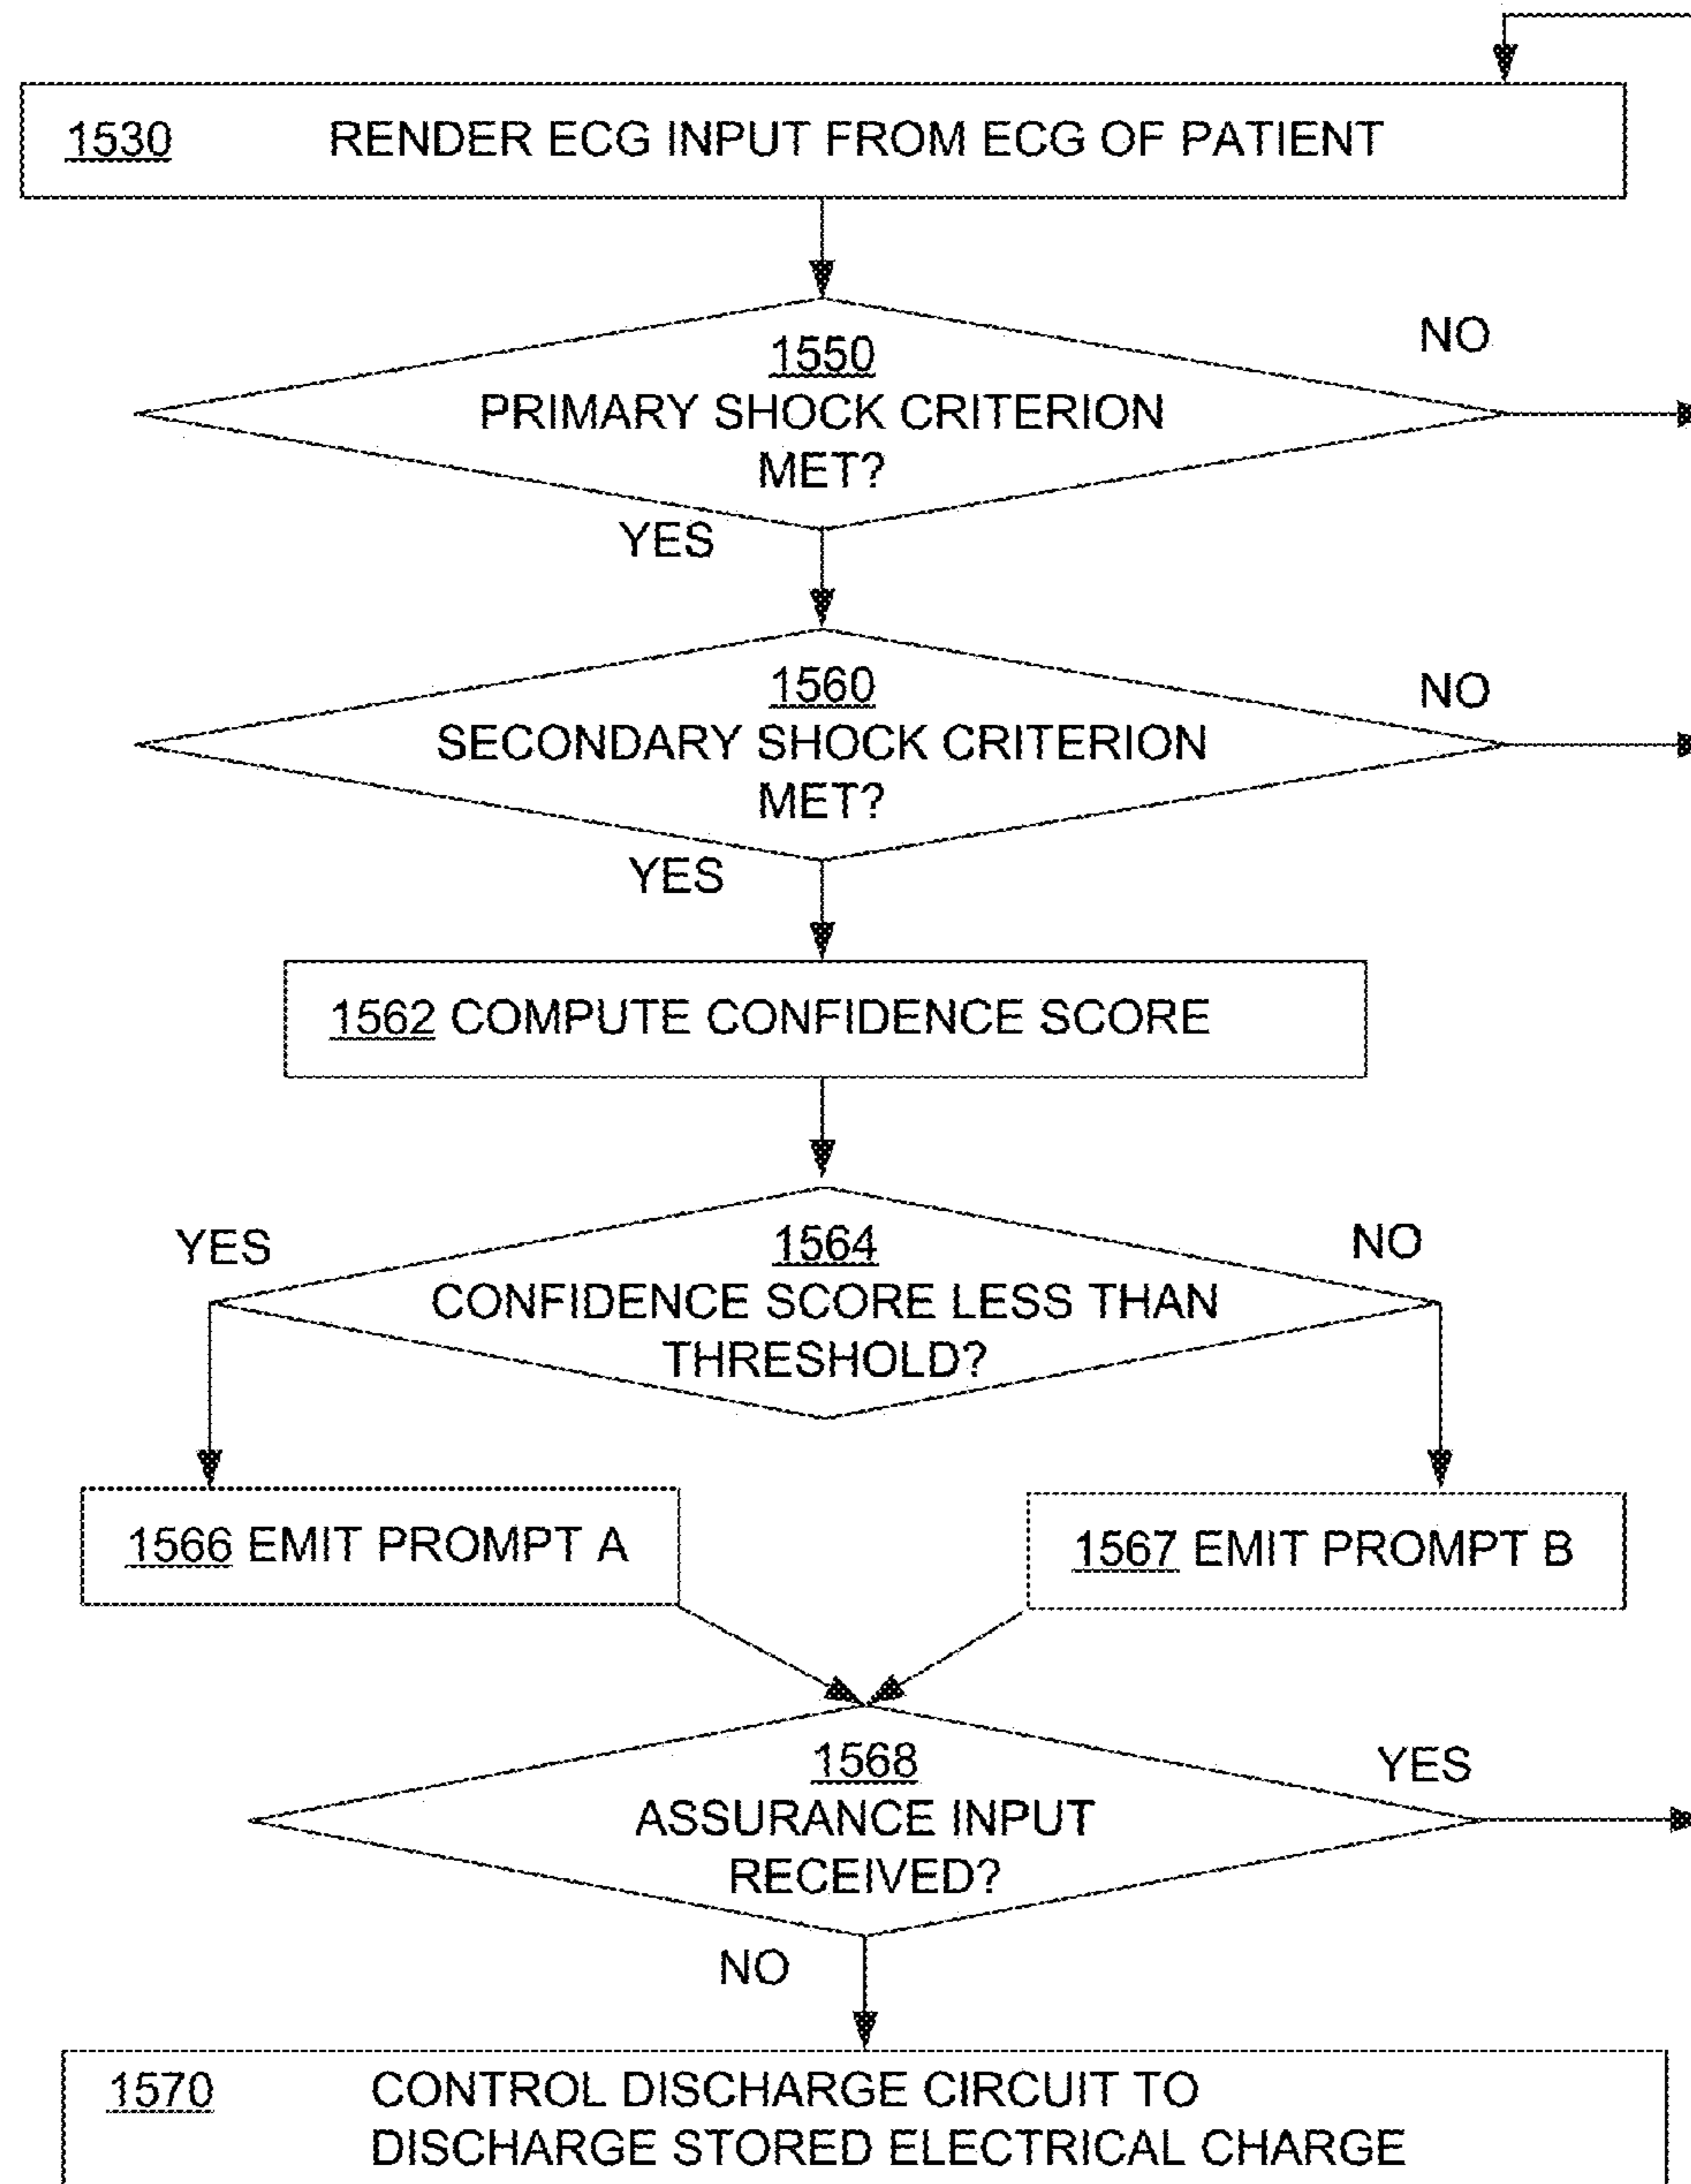 1530 RENDER ECG INPUT FROM ECG OF PATIENT
1550
NO
PRIMARY SHOCK CRITERION
MET?
YES
1560
NO
SECONDARY SHOCK CRITERION
MET?
YES
1562 COMPUTE CONFIDENCE SCORE
YES
1564
NO
CONFIDENCE SCORE LESS THAN
THRESHOLD?
1566 EMIT PROMPT A
1567 EMIT PROMPT B
1568
YES
ASSURANCE INPUT
RECEIVED?
NO
1570 CONTROL DISCHARGE CIRCUIT TO
DISCHARGE STORED ELECTRICAL CHARGE